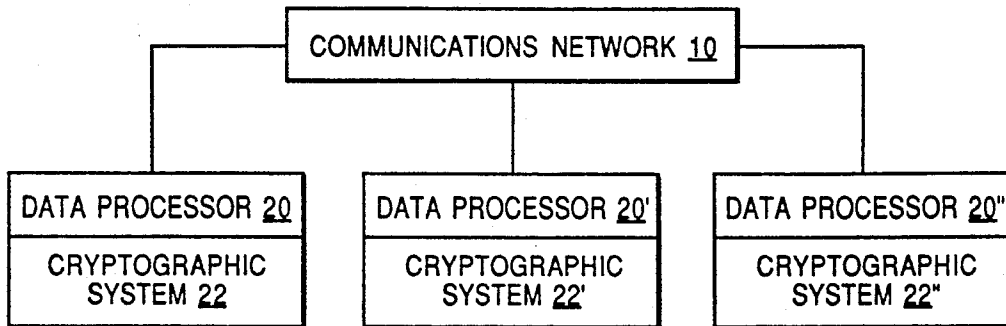 COMMUNICATIONS NETWORK 10
DATA PROCESSOR 20
CRYPTOGRAPHIC
SYSTEM 22
DATA PROCESSOR 20'
CRYPTOGRAPHIC
SYSTEM 22'
DATA PROCESSOR 20"
CRYPTOGRAPHIC
SYSTEM 22"